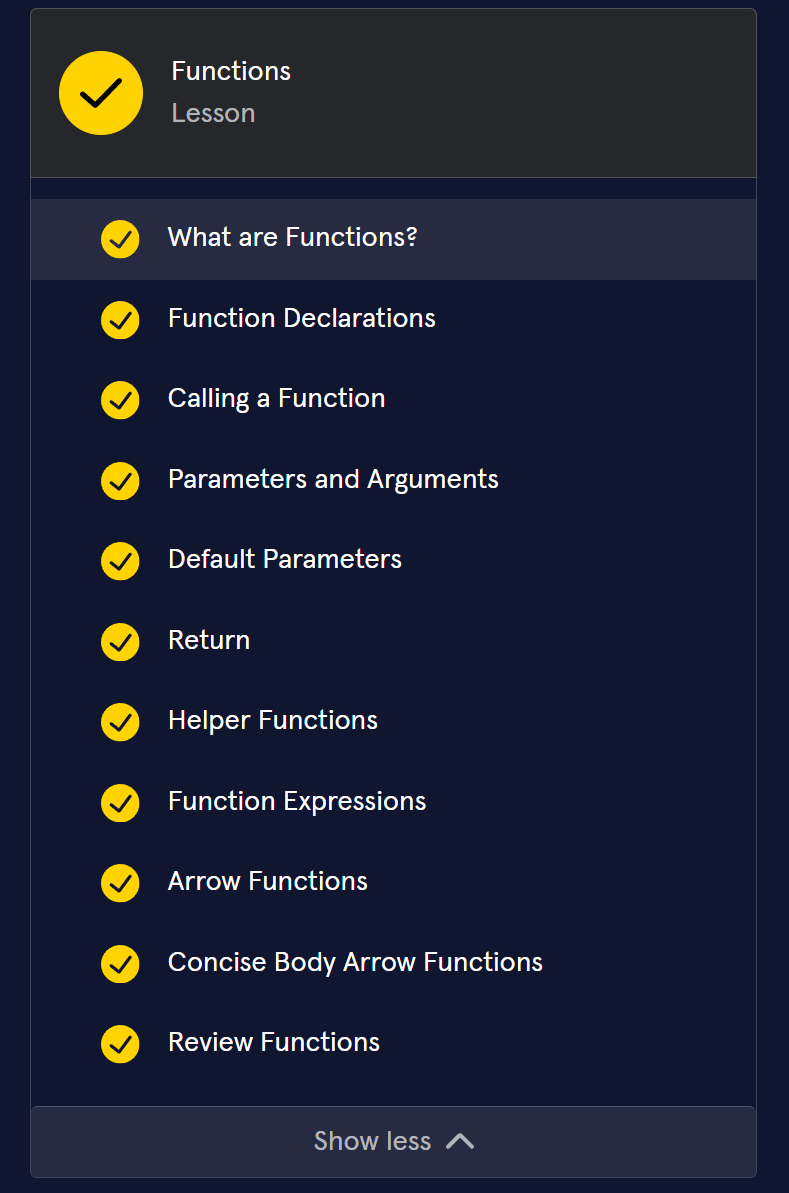 Functions
Lesson
What are Functions?
Function Declarations
Calling a Function
Parameters and Arguments
Default Parameters
Return
Helper Functions
Function Expressions
Arrow Functions
Concise Body Arrow Functions
Review Functions
Show less